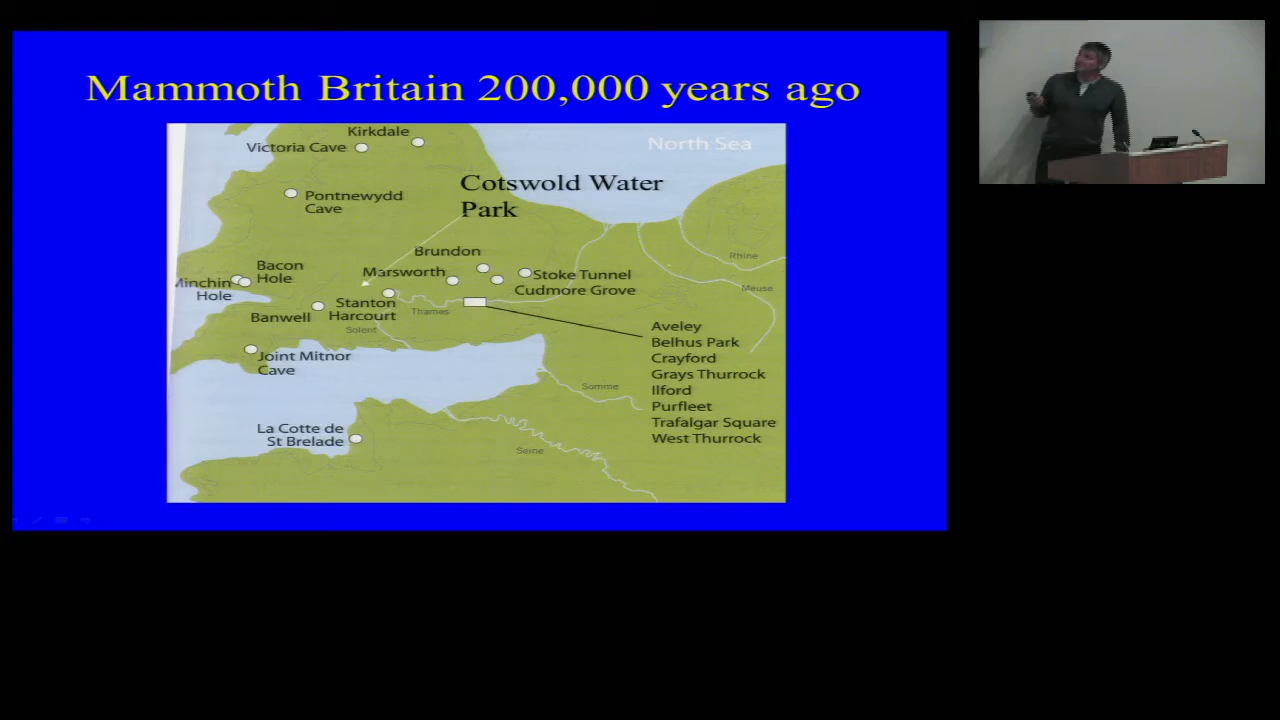 Mammoth Britain 200,000 years ago
Kirkdale
Victoria Cave
North Sea
Pontnewydd
Cave
Cotswold Water
Park
Brundon
Bacon
Hole
Minchin
Hole
Marsworth
Stoke Tunnel
Cudmore Grove
Rhine
Meuse
Stanton
Harcourt
Banwell
Thames
Solent
Joint Mitnor
Cave
Aveley
Belhus Park
Crayford
Grays Thurrock
Ilford
Purfleet
Trafalgar Square
West Thurrock
Somme
La Cotte de
St Brelade
Seine